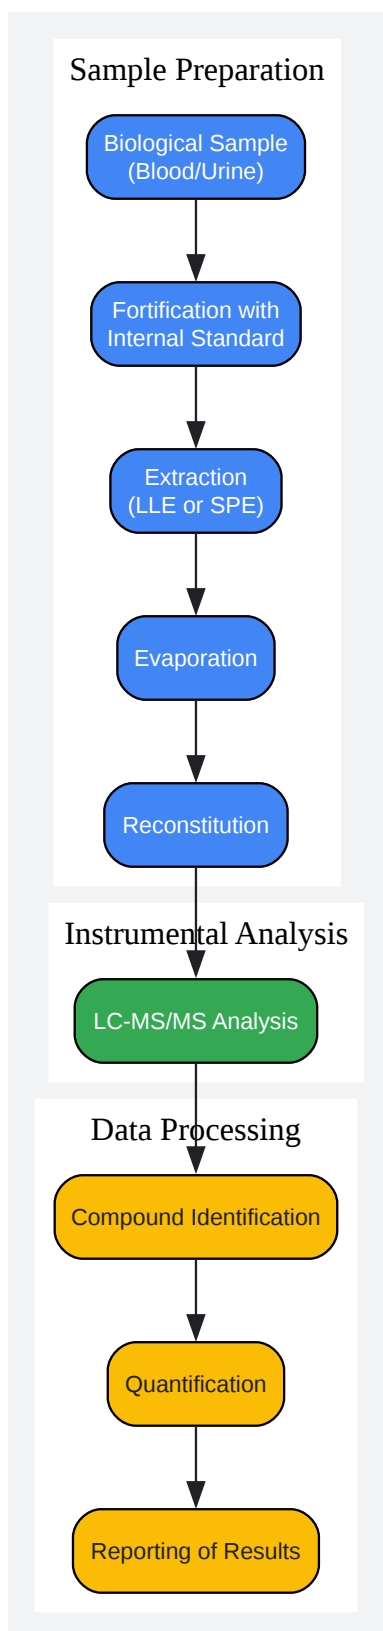 Sample Preparation
Biological Sample
(Blood/Urine)
Fortification with
Internal Standard
Extraction
(LLE or SPE)
Evaporation
Reconstitution
Instrumental Analysis
LC-MS/MS Analysis
Data Processing
Compound Identification
Quantification
Reporting of Results